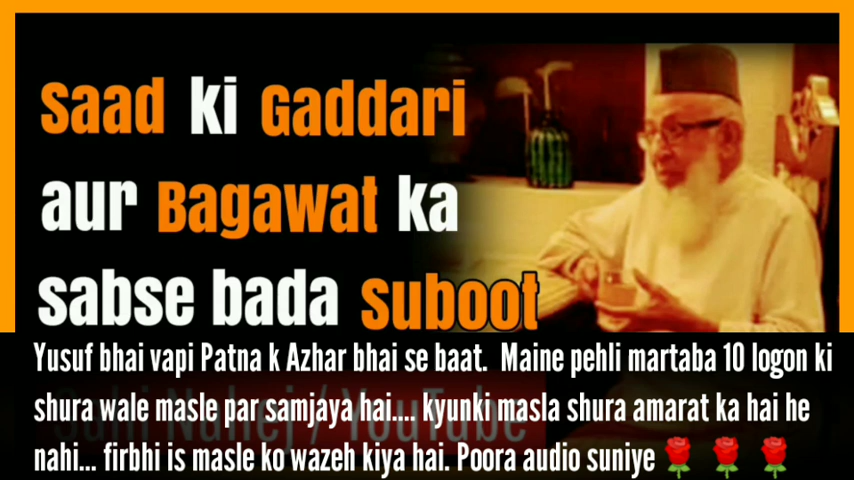 Saad ki Gaddari
aur Bagawat ka
sabse bada suboot
Yusuf bhai vapi Patna k Azhar bhai se baat. Maine pehli martaba 10 logon ki
shura wale masle par samjaya hai.... kyunki masla shura amarat ka hai he
nahi... firbhi is masle ko wazeh kiya hai. Poora audio suniye 🌹 🌹 🌹
/ YouTube